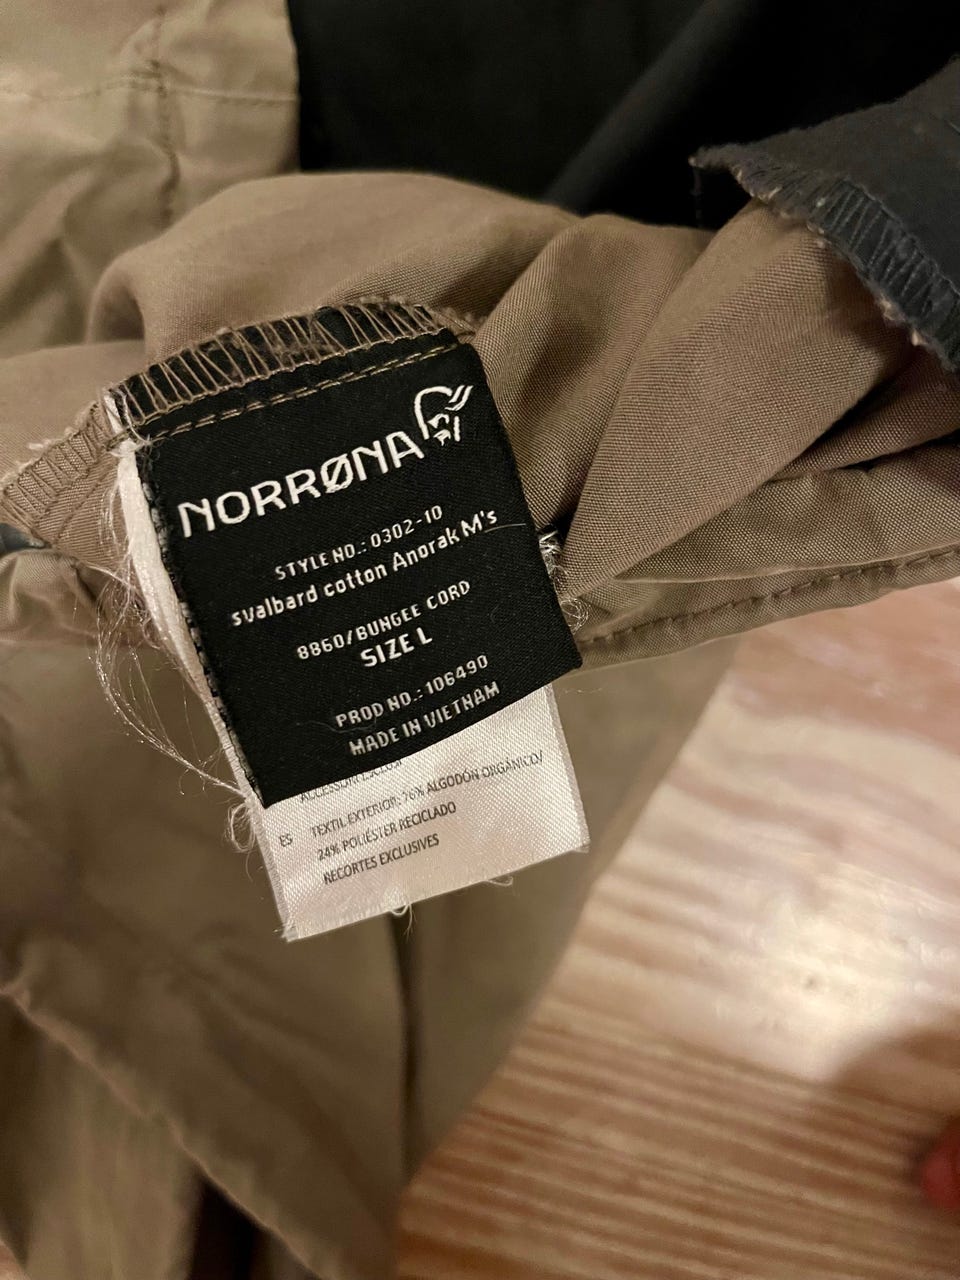 NORRØNA
STYLE NO.: 0302-10
svalbard cotton Anorak M's
8860/BUNGEE CORD
SIZE L
PROD NO.: 106490
MADE IN VIETNAM
ES TEXTIL EXTERIOR: 76% ALGODÓN ORGÁNICO/
24% POLIÉSTER RECICLADO
RECORTES EXCLUSIVES